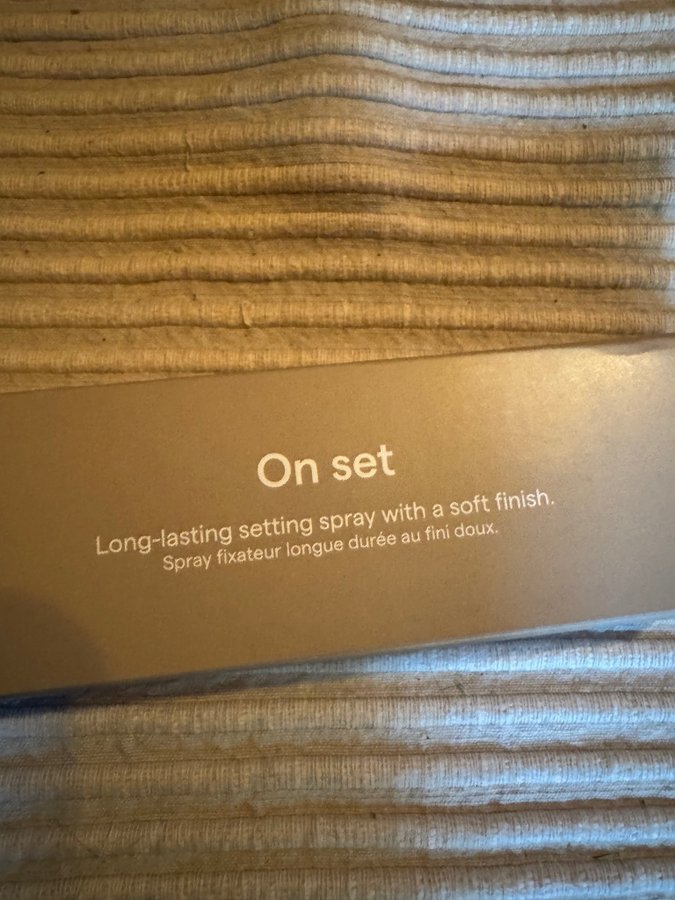 On set
Long-lasting setting spray with a soft finish.
Spray fixateur longue durée au fini doux.